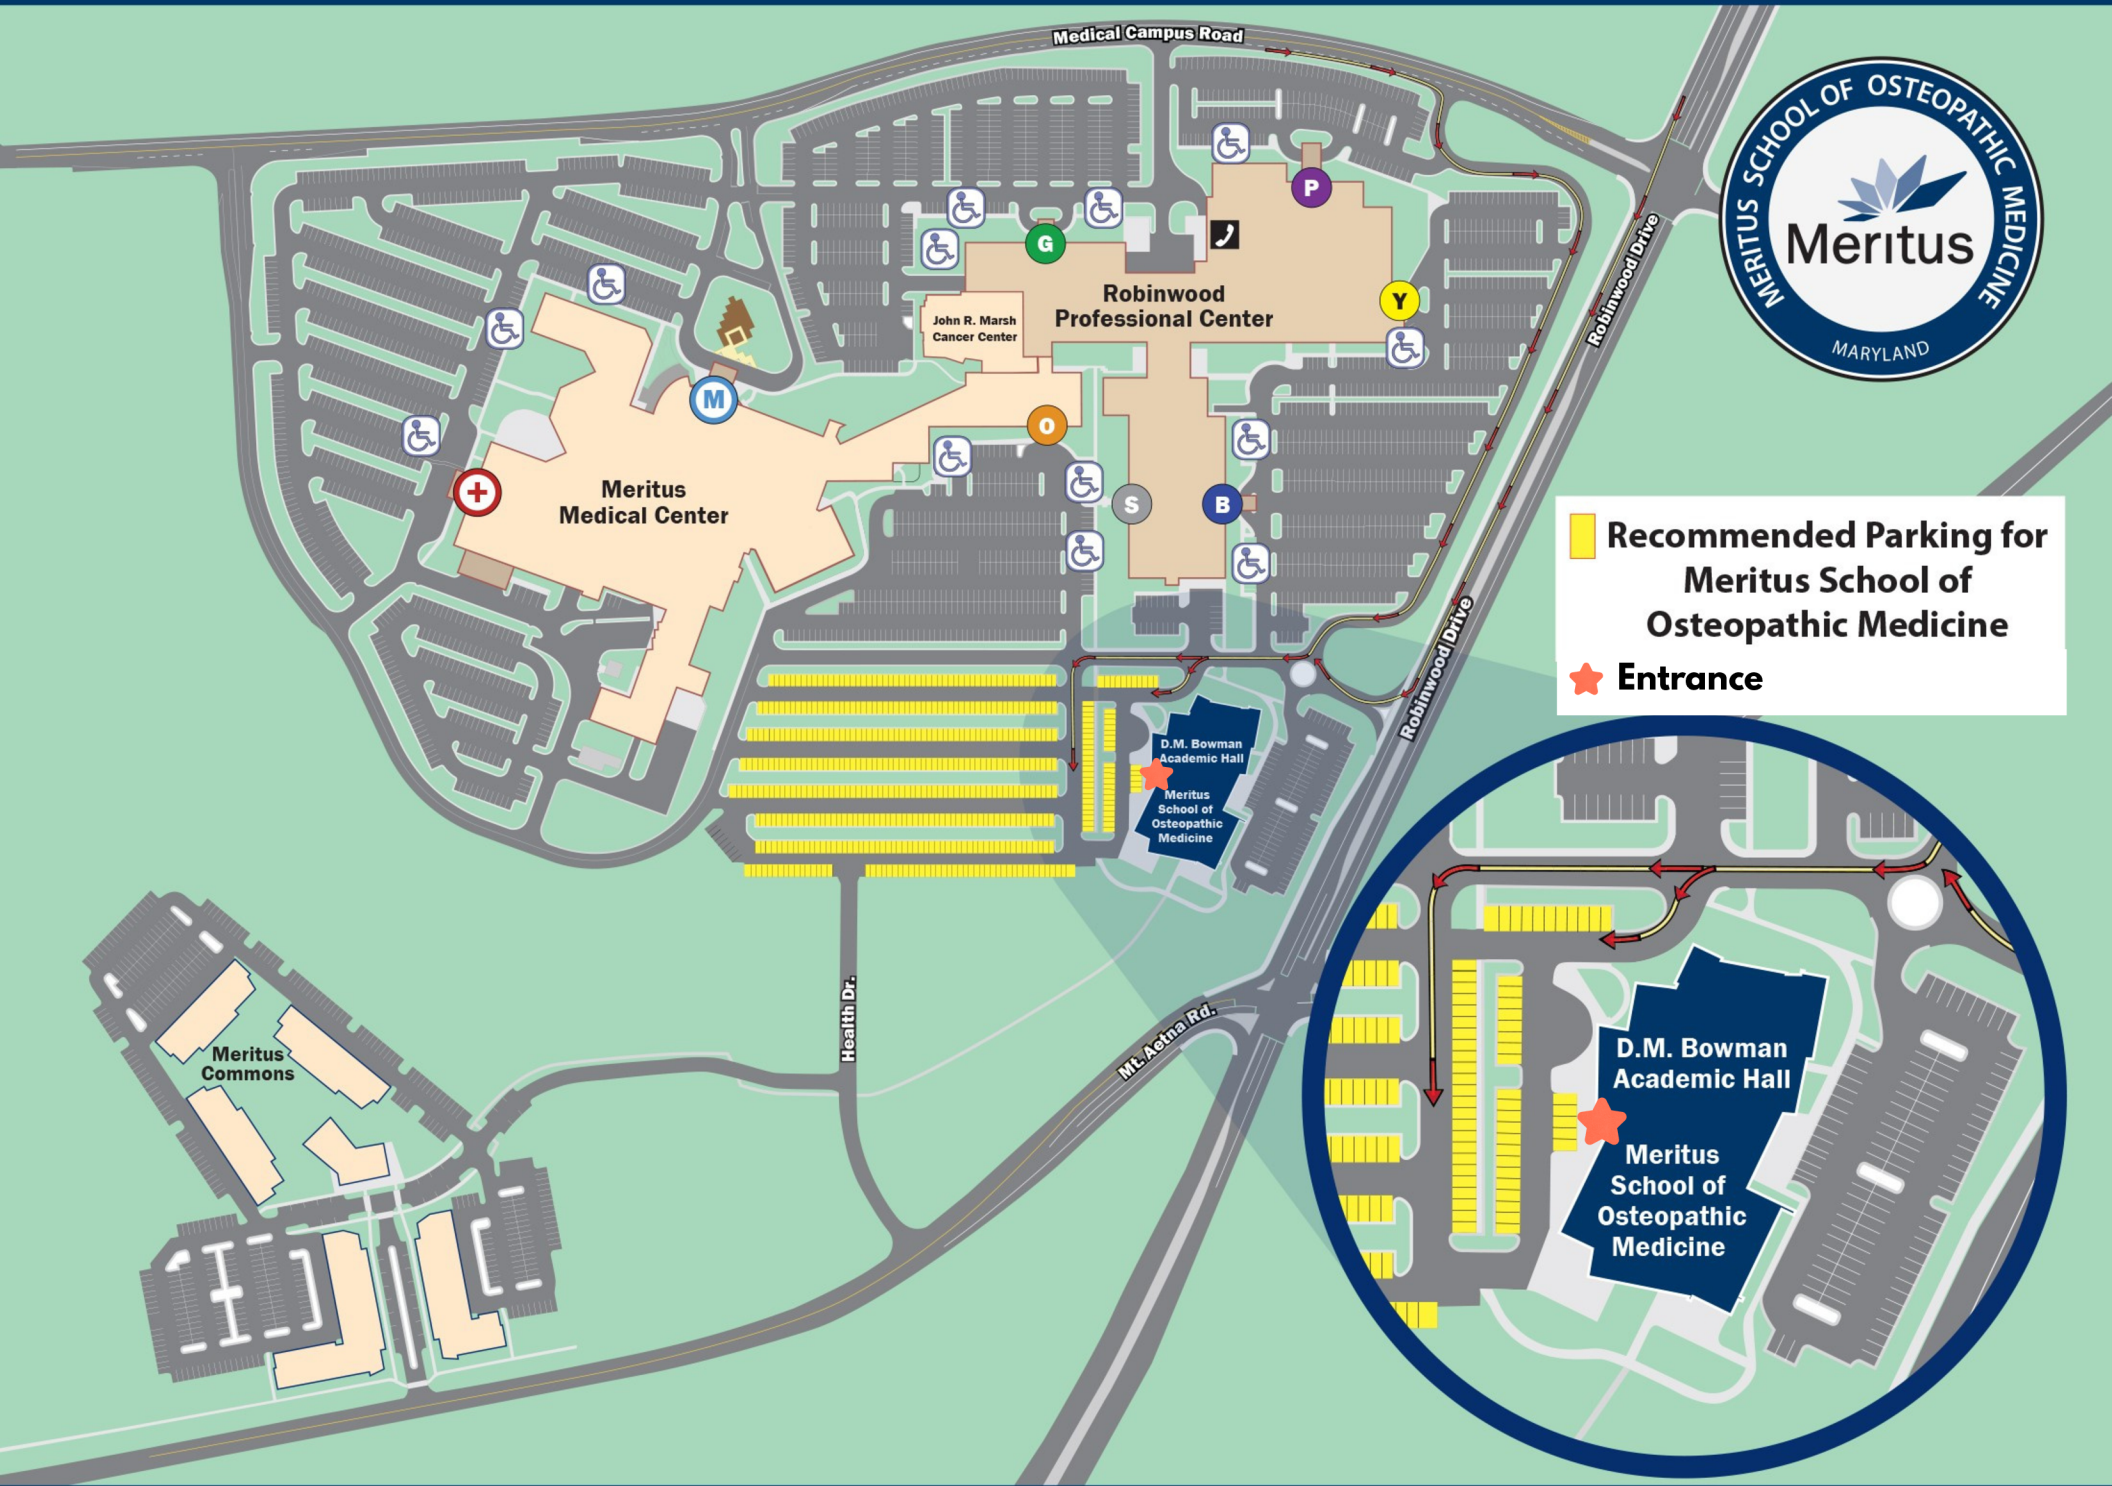 Medical Campus Road
MERITUS SCHOOL OF OSTEOPATHIC MEDICINE
Meritus
MARYLAND
P
G
Y
Robinwood
Professional Center
John R. Marsh
Cancer Center
Robinwood Drive
M
O
S
B
Meritus
Medical Center
Recommended Parking for
Meritus School of
Osteopathic Medicine
Entrance
Robinwood Drive
D.M. Bowman
Academic Hall
Meritus
School of
Osteopathic
Medicine
Health Dr.
Mt. Aetna Rd.
Meritus
Commons
D.M. Bowman
Academic Hall
Meritus
School of
Osteopathic
Medicine